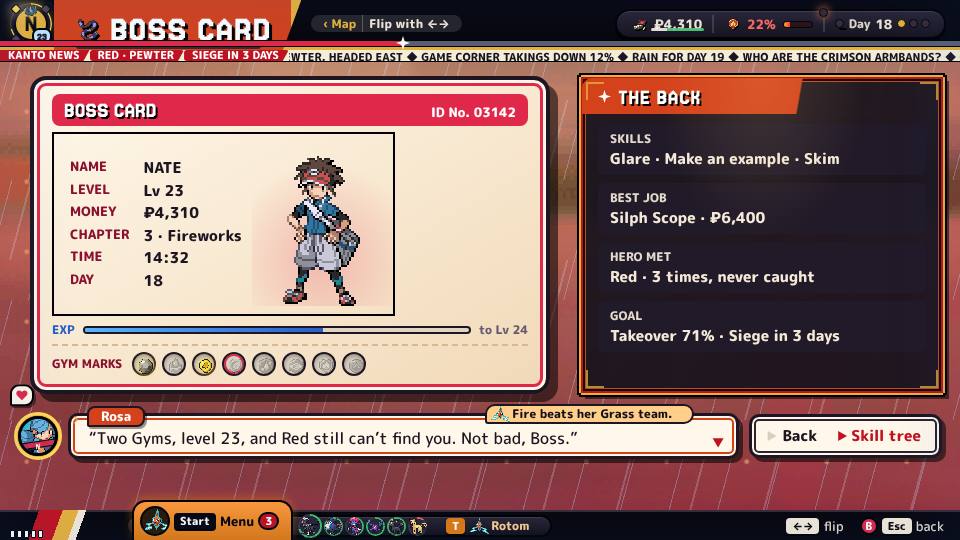 BOSS CARD
‹ Map | Flip with ←→
₽4,310
22%
Day 18
KANTO NEWS
RED · PEWTER
SIEGE IN 3 DAYS
WTER, HEADED EAST ◆ GAME CORNER TAKINGS DOWN 12% ◆ RAIN FOR DAY 19 ◆ WHO ARE THE CRIMSON ARMBANDS? ◆
BOSS CARD
ID No. 03142
NAME NATE
LEVEL Lv 23
MONEY ₽4,310
CHAPTER 3 · Fireworks
TIME 14:32
DAY 18
EXP
to Lv 24
GYM MARKS
THE BACK
SKILLS
Glare · Make an example · Skim
BEST JOB
Silph Scope · ₽6,400
HERO MET
Red · 3 times, never caught
GOAL
Takeover 71% · Siege in 3 days
Rosa
Fire beats her Grass team.
“Two Gyms, level 23, and Red still can’t find you. Not bad, Boss.”
Back
Skill tree
Start Menu 3
T Rotom
←→ flip
B Esc back